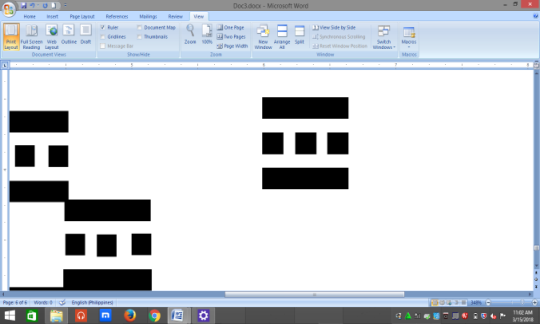 Doc5.docx - Microsoft Word
Home Insert Page Layout References Mailings Review View
Print Layout Full Screen Reading Web Layout Outline Draft
Ruler Document Map
Gridlines Thumbnails
Message Bar
Zoom 100% One Page
Two Pages
Page Width
New Window Arrange All Split
View Side by Side
Synchronous Scrolling
Reset Window Position
Switch Windows Macros
Document Views Show/Hide Zoom Window Macros
Page: 6 of 6 Words: 0 English (Philippines)
11:02 AM
5/15/2018